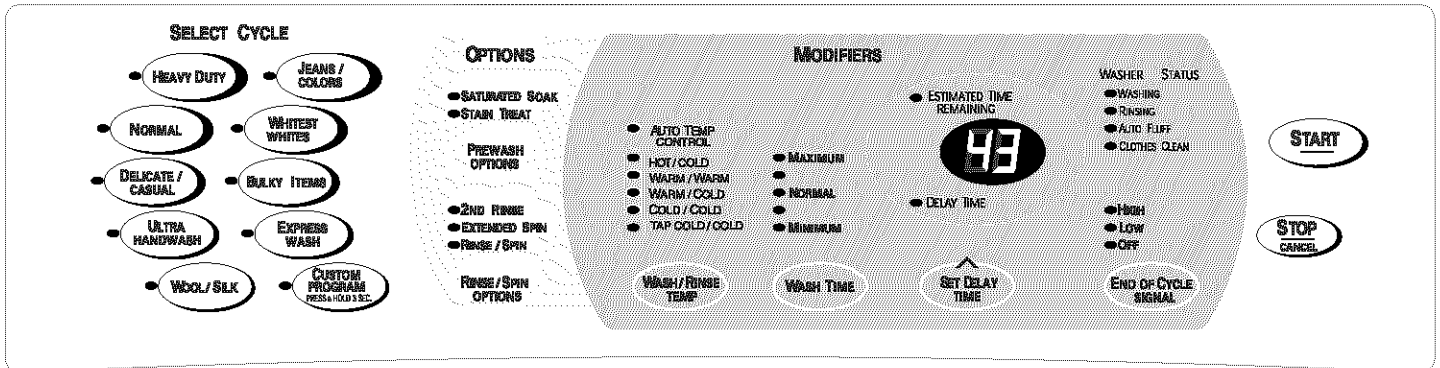 SELECT CYCLE
HEAVY DUTY
JEANS /
COLORS
NORMAL
WHITEST
WHITES
DELICATE /
CASUAL
BULKY ITEMS
ULTRA
HANDWASH
EXPRESS
WASH
WOOL / SILK
CUSTOM
PROGRAM
PRESS & HOLD 3 SEC.
OPTIONS
SATURATED SOAK
STAIN TREAT
PREWASH
OPTIONS
2ND RINSE
EXTENDED SPIN
RINSE / SPIN
RINSE / SPIN
OPTIONS
MODIFIERS
AUTO TEMP
CONTROL
HOT / COLD
WARM / WARM
WARM / COLD
COLD / COLD
TAP COLD / COLD
WASH / RINSE
TEMP
MAXIMUM
NORMAL
MINIMUM
WASH TIME
ESTIMATED TIME
REMAINING
43
DELAY TIME
SET DELAY
TIME
WASHER STATUS
WASHING
RINSING
AUTO FLUFF
CLOTHES CLEAN
HIGH
LOW
OFF
END OF CYCLE
SIGNAL
START
STOP
CANCEL